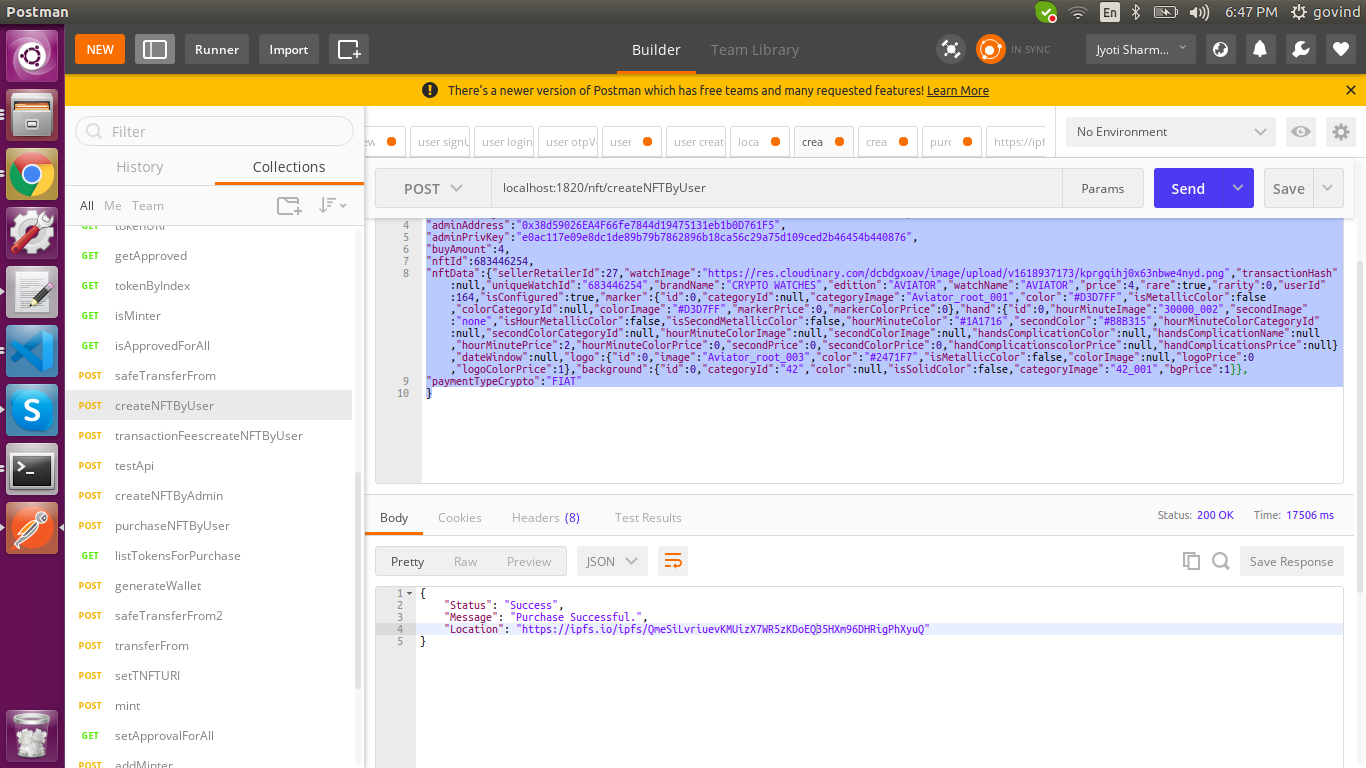 Postman
En
6:47 PM
govind
NEW
Runner
Import
Builder
Team Library
IN SYNC
Jyoti Sharm...
There's a newer version of Postman which has free teams and many requested features! Learn More
Filter
History
Collections
All
Me
Team
GET tokenURI
GET getApproved
GET tokenByIndex
GET isMinter
GET isApprovedForAll
POST safeTransferFrom
POST createNFTByUser
POST transactionFeescreateNFTByUser
POST testApi
POST createNFTByAdmin
POST purchaseNFTByUser
GET listTokensForPurchase
POST generateWallet
POST safeTransferFrom2
POST transferFrom
POST setTNFTURI
POST mint
GET setApprovalForAll
POST addMinter
user signU
user login
user otpV
user
user creat
loca
crea
crea
purc
https://ipf
No Environment
POST
localhost:1820/nft/createNFTByUser
Params
Send
Save
4 "adminAddress":"0x38d59026EA4F66fe7844d19475131eb1b0D761F5",
5 "adminPrivKey":"e0ac117e09e8dc1de89b79b7862896b18ca56c29a75d109ced2b46454b440876",
6 "buyAmount":4,
7 "nftId":683446254,
8 "nftData":{"sellerRetailerId":27,"watchImage":"https://res.cloudinary.com/dcbdgxoav/image/upload/v1618937173/kprgqihj0x63nbwe4nyd.png","transactionHash"
:null,"uniqueWatchId":"683446254","brandName":"CRYPTO WATCHES","edition":"AVIATOR","watchName":"AVIATOR","price":4,"rare":true,"rarity":0,"userId"
:164,"isConfigured":true,"marker":{"id":0,"categoryId":null,"categoryImage":"Aviator_root_001","color":"#D3D7FF","isMetallicColor":false
,"colorCategoryId":null,"colorImage":"#D3D7FF","markerPrice":0,"markerColorPrice":0},"hand":{"id":0,"hourMinuteImage":"30000_002","secondImage"
:"none","isHourMetallicColor":false,"isSecondMetallicColor":false,"hourMinuteColor":"#1A1716","secondColor":"#B8B315","hourMinuteColorCategoryId"
:null,"secondColorCategoryId":null,"hourMinuteColorImage":null,"secondColorImage":null,"handsComplicationColor":null,"handsComplicationName":null
,"hourMinutePrice":2,"hourMinuteColorPrice":0,"secondPrice":0,"secondColorPrice":0,"handComplicationscolorPrice":null,"handComplicationsPrice":null}
,"dateWindow":null,"logo":{"id":0,"image":"Aviator_root_003","color":"#2471F7","isMetallicColor":false,"colorImage":null,"logoPrice":0
,"logoColorPrice":1},"background":{"id":0,"categoryId":"42","color":null,"isSolidColor":false,"categoryImage":"42_001","bgPrice":1}},
9 "paymentTypeCrypto":"FIAT"
10 }
Body
Cookies
Headers (8)
Test Results
Status: 200 OK
Time: 17506 ms
Pretty
Raw
Preview
JSON
Save Response
1 {
2 "Status": "Success",
3 "Message": "Purchase Successful.",
4 "Location": "https://ipfs.io/ipfs/QmeSiLvriuevKMUizX7WR5zKDoEQ35HXm96DHRigPhXyuQ"
5 }